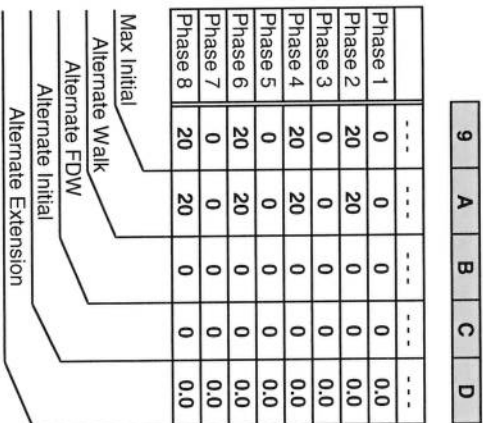 9 A B C D
- - - - - - - - -
Phase 1 0 0 0 0 0.0
Phase 2 20 20 0 0 0.0
Phase 3 0 0 0 0 0.0
Phase 4 20 20 0 0 0.0
Phase 5 0 0 0 0 0.0
Phase 6 20 20 0 0 0.0
Phase 7 0 0 0 0 0.0
Phase 8 20 20 0 0 0.0
Max Initial
Alternate Walk
Alternate FDW
Alternate Initial
Alternate Extension